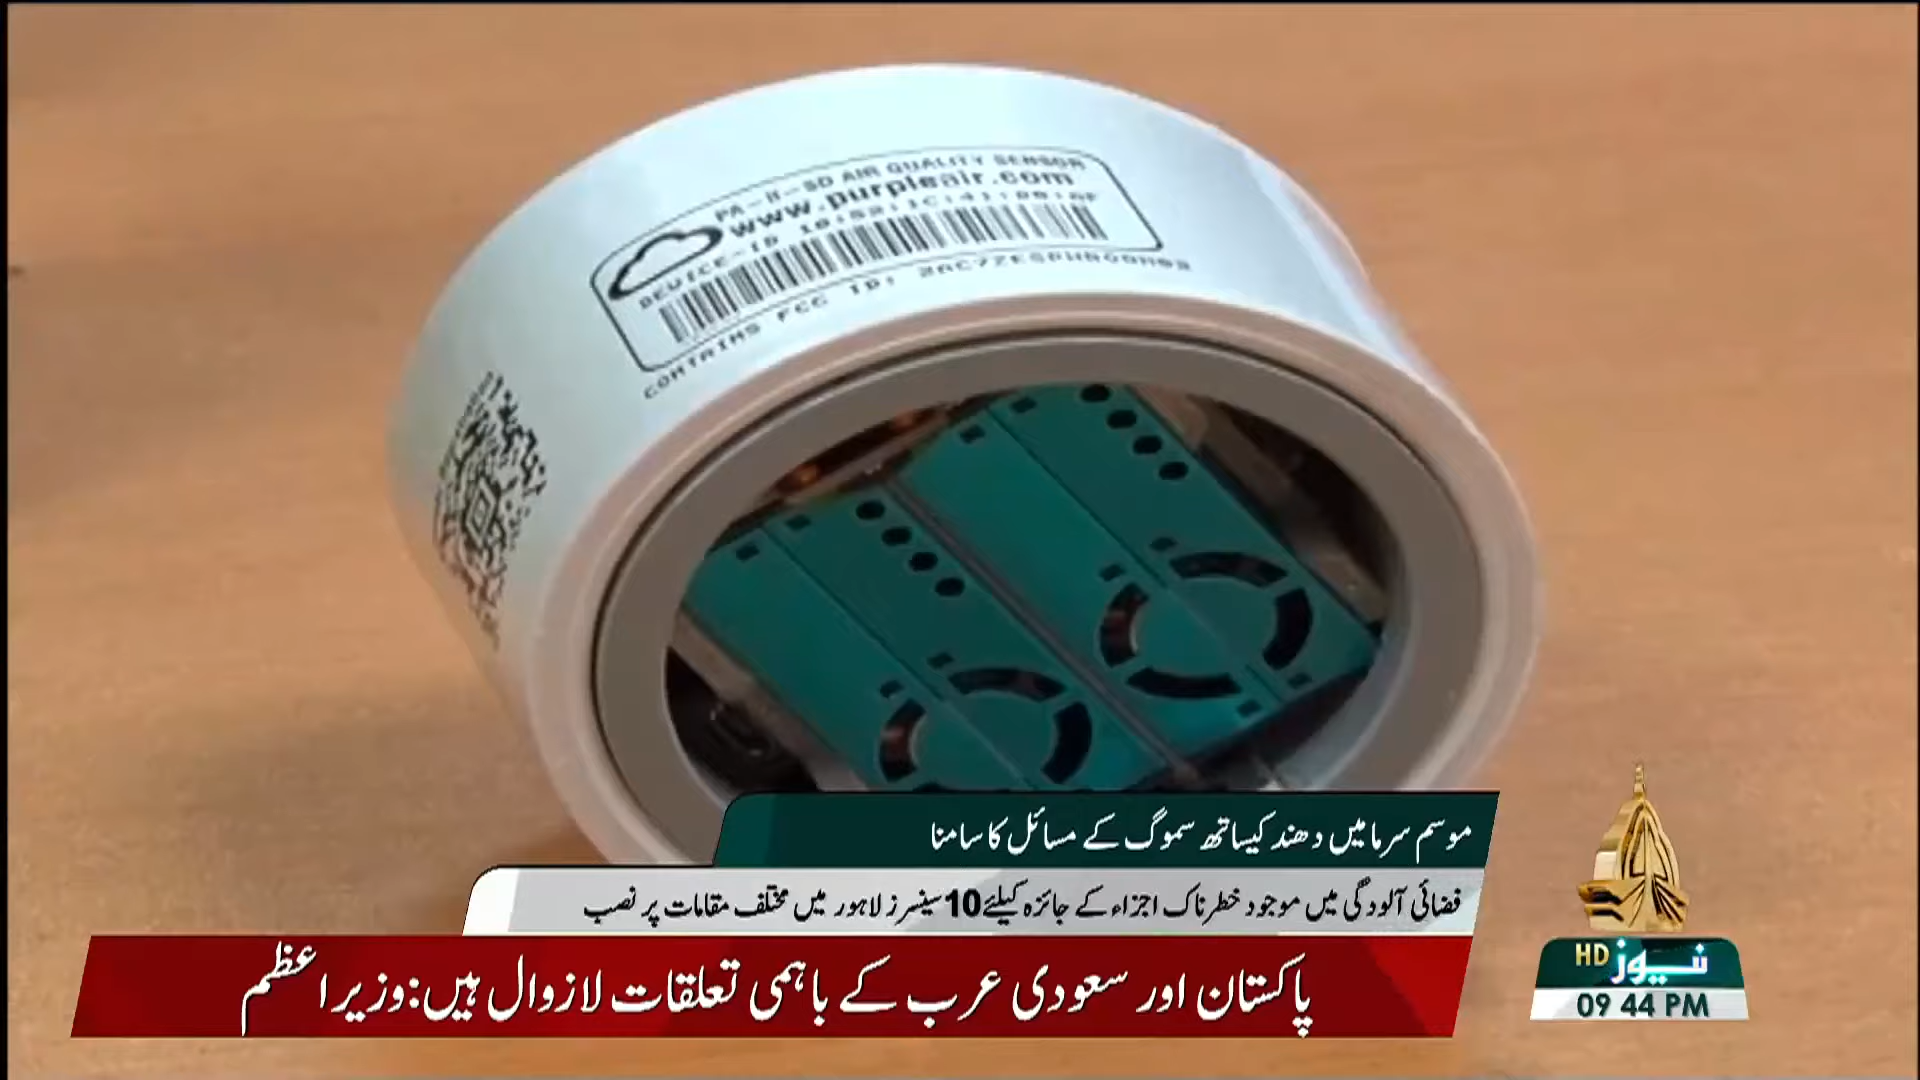 PA-II-SD AIR QUALITY SENSOR
www.purpleair.com
DEVICE-ID
CONTAINS FCC ID:
موسم سرما میں دھند کیساتھ سموگ کے مسائل کا سامنا
فضائی آلودگی میں موجود خطرناک اجزاء کے جائزہ کیلئے 10 سینسرز لاہور میں مختلف مقامات پر نصب
پاکستان اور سعودی عرب کے باہمی تعلقات لازوال ہیں: وزیراعظم
نیوز HD
09 44 PM